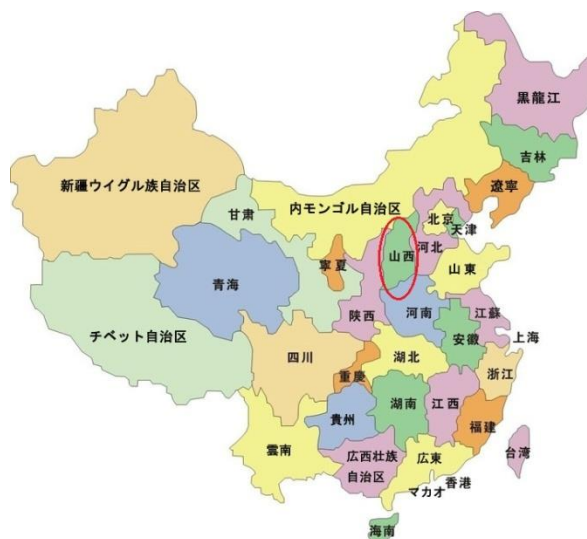 黒龍江
吉林
遼寧
新疆ウイグル族自治区
内モンゴル自治区
甘粛
北京
天津
河北
山西
寧夏
山東
青海
陝西
河南
江蘇
チベット自治区
安徽
上海
四川
湖北
重慶
浙江
湖南
江西
貴州
福建
雲南
広西壮族
自治区
広東
台湾
香港
マカオ
海南